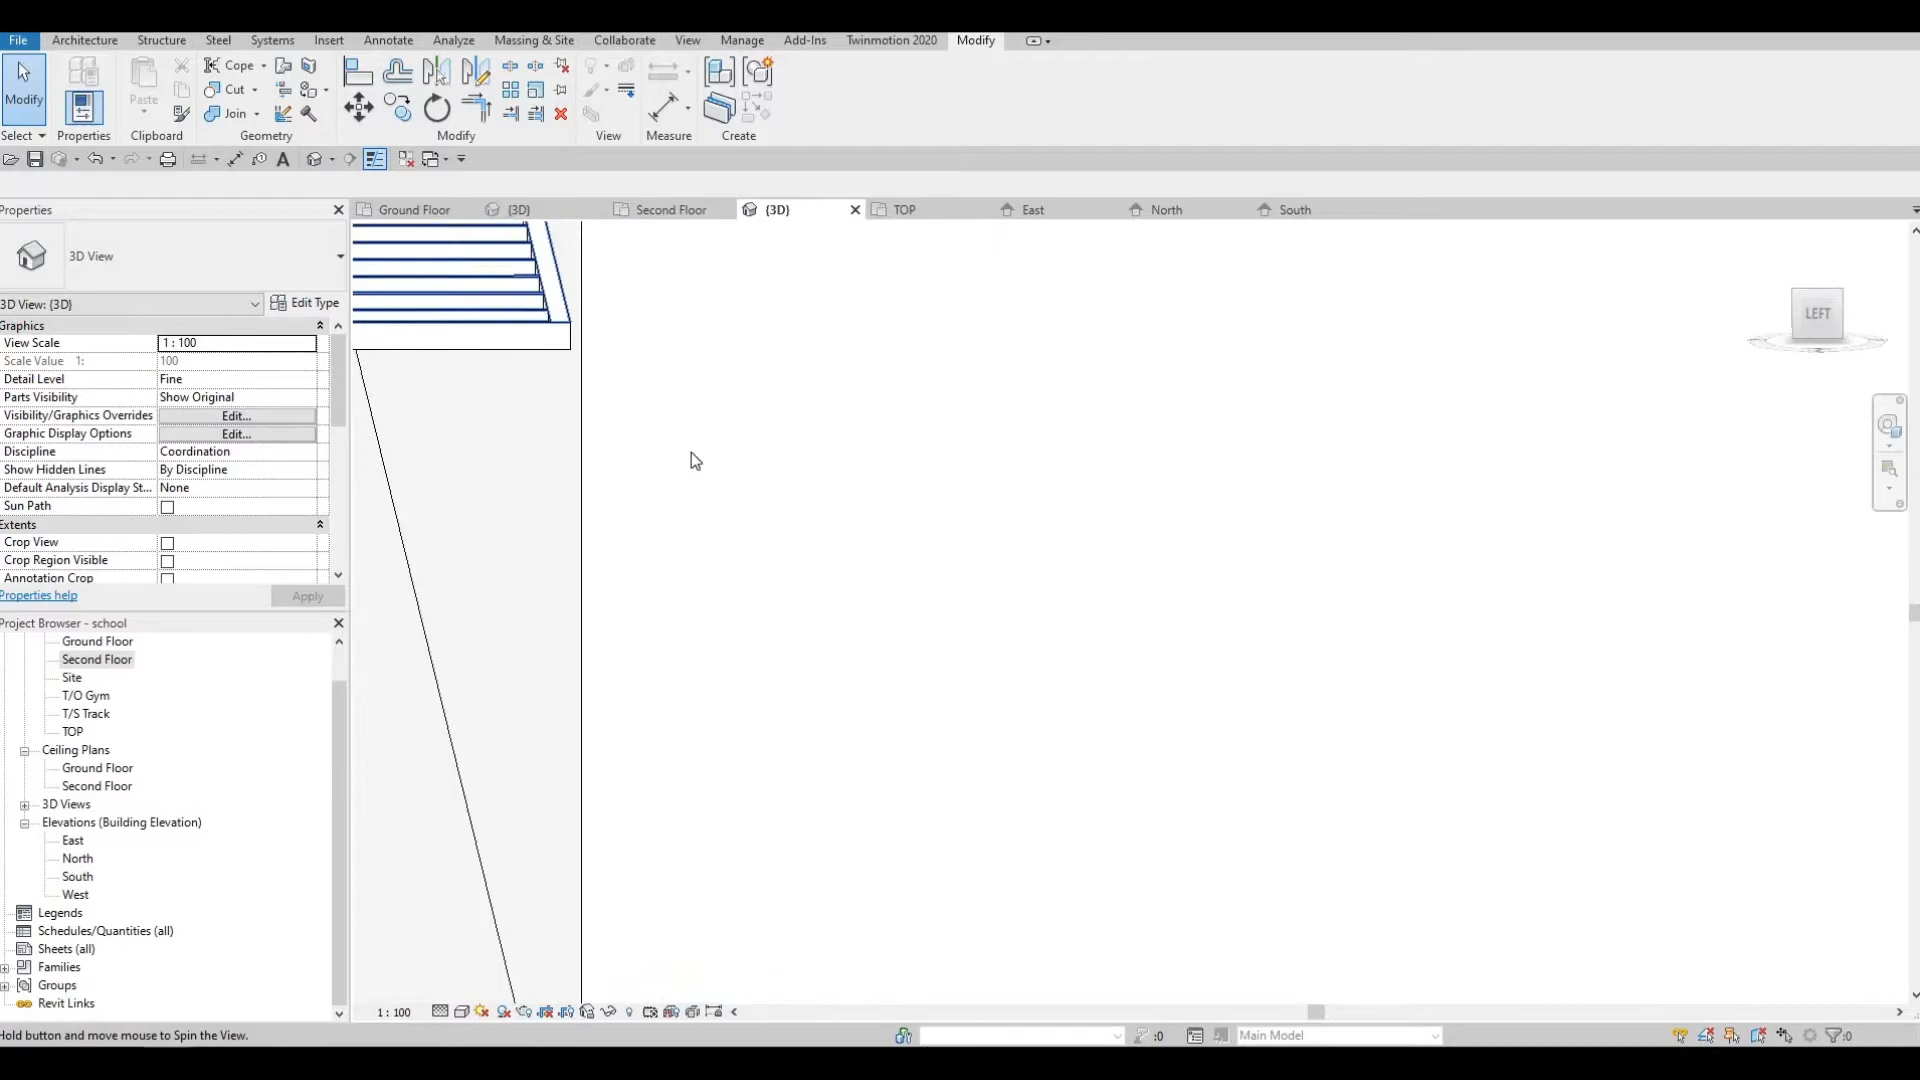 File Architecture Structure Steel Systems Insert Annotate Analyze Massing & Site Collaborate View Manage Add-Ins Twinmotion 2020 Modify
Modify
Paste
Cope
Cut
Join
Select Properties Clipboard Geometry Modify View Measure Create
A
Properties
Ground Floor {3D} Second Floor {3D} TOP East North South
3D View
3D View: {3D} Edit Type
Graphics
View Scale 1 : 100
Scale Value 1: 100
Detail Level Fine
Parts Visibility Show Original
Visibility/Graphics Overrides Edit...
Graphic Display Options Edit...
Discipline Coordination
Show Hidden Lines By Discipline
Default Analysis Display St... None
Sun Path
Extents
Crop View
Crop Region Visible
Annotation Crop
Properties help Apply
Project Browser - school
Ground Floor
Second Floor
Site
T/O Gym
T/S Track
TOP
Ceiling Plans
Ground Floor
Second Floor
3D Views
Elevations (Building Elevation)
East
North
South
West
Legends
Schedules/Quantities (all)
Sheets (all)
Families
Groups
Revit Links
LEFT
1 : 100
Hold button and move mouse to Spin the View.
:0
Main Model
:0